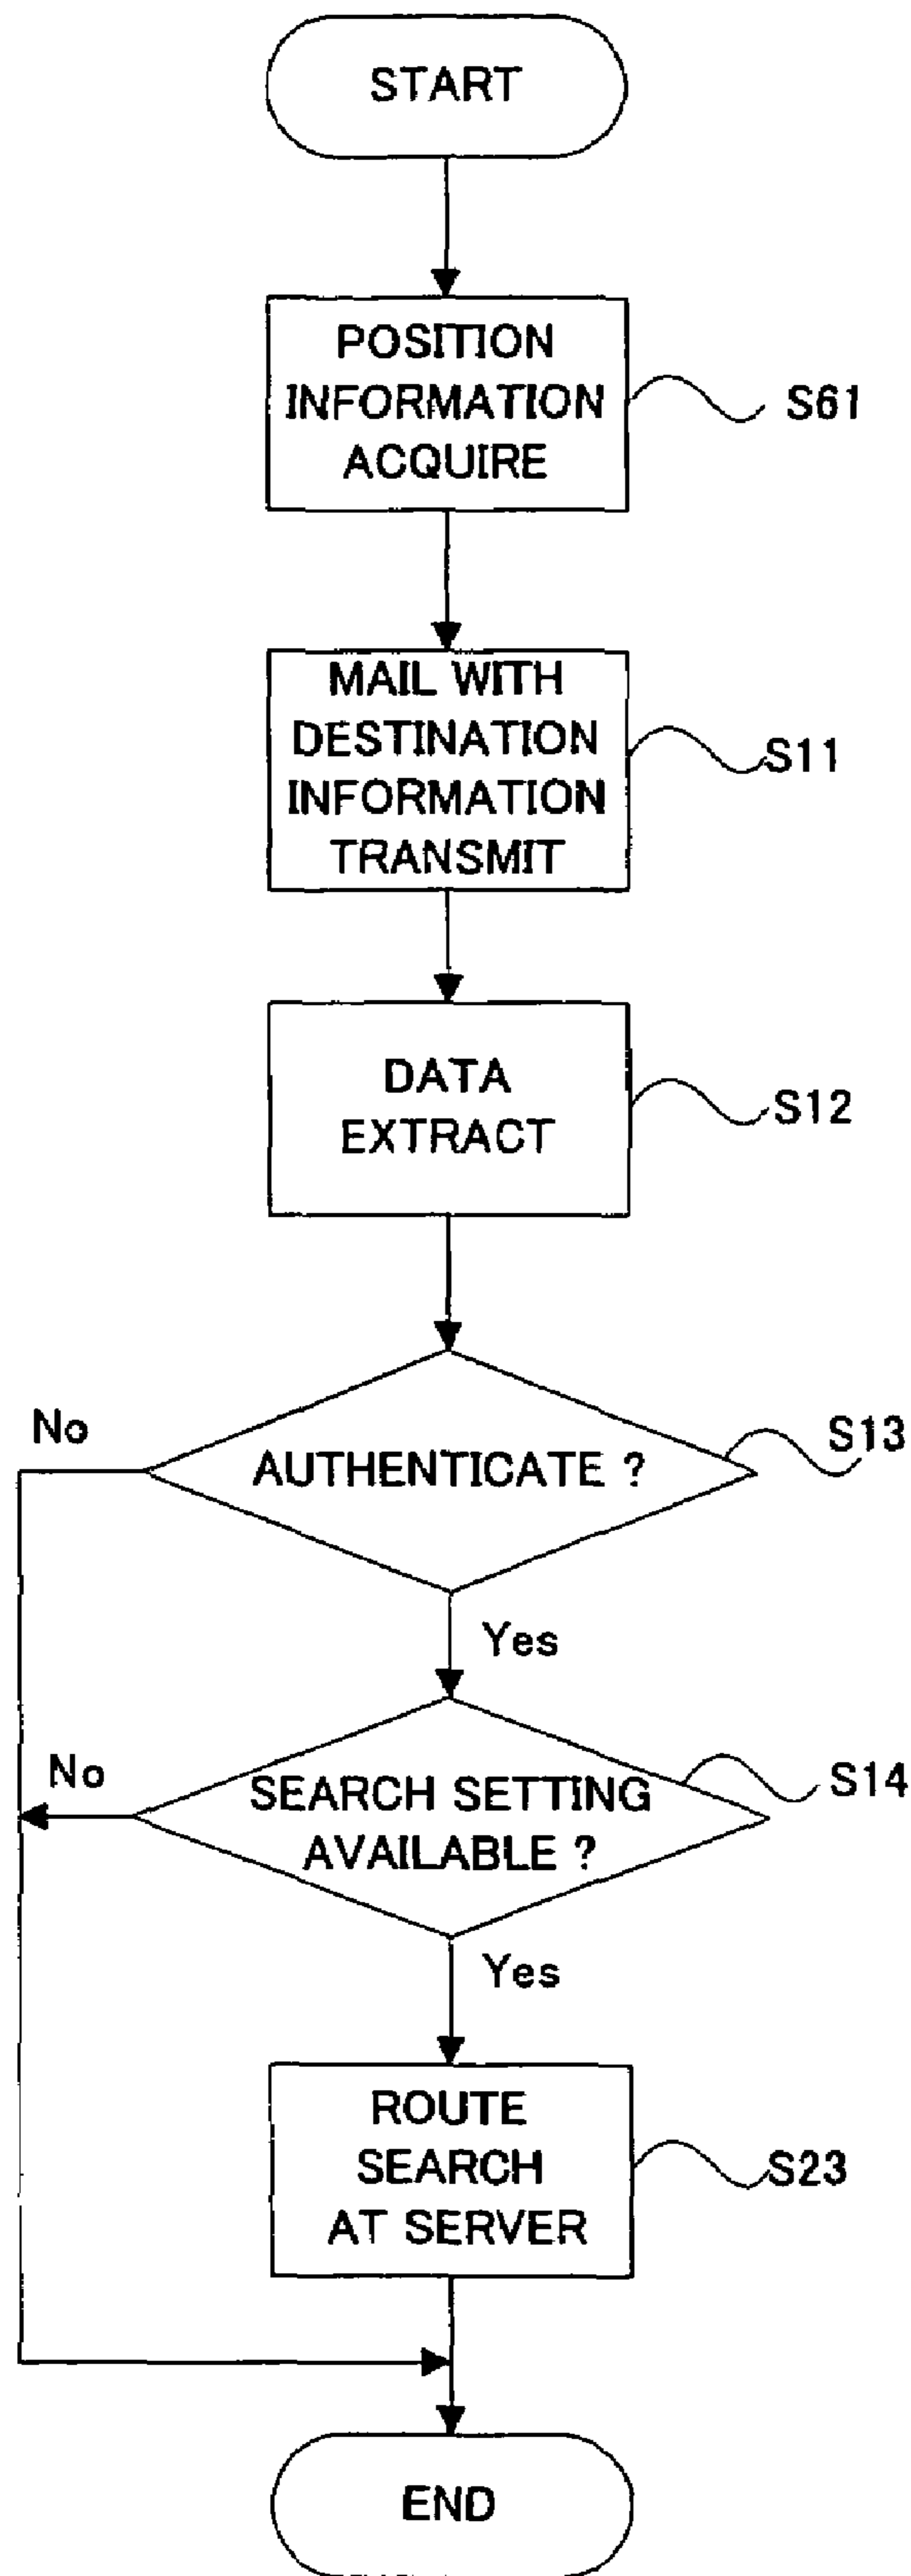 START
POSITION
INFORMATION
ACQUIRE
S61
MAIL WITH
DESTINATION
INFORMATION
TRANSMIT
S11
DATA
EXTRACT
S12
No
AUTHENTICATE ?
S13
Yes
No
SEARCH SETTING
AVAILABLE ?
S14
Yes
ROUTE
SEARCH
AT SERVER
S23
END